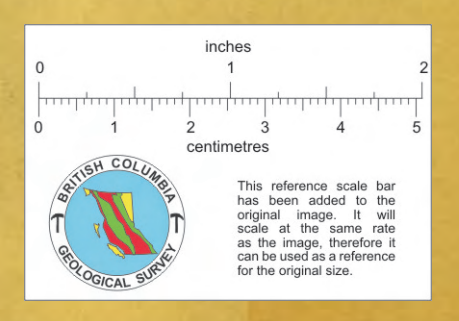 inches
0 1 2
0 1 2 3 4 5
centimetres
BRITISH COLUMBIA
GEOLOGICAL SURVEY
This reference scale bar
has been added to the
original image. It will
scale at the same rate
as the image, therefore it
can be used as a reference
for the original size.